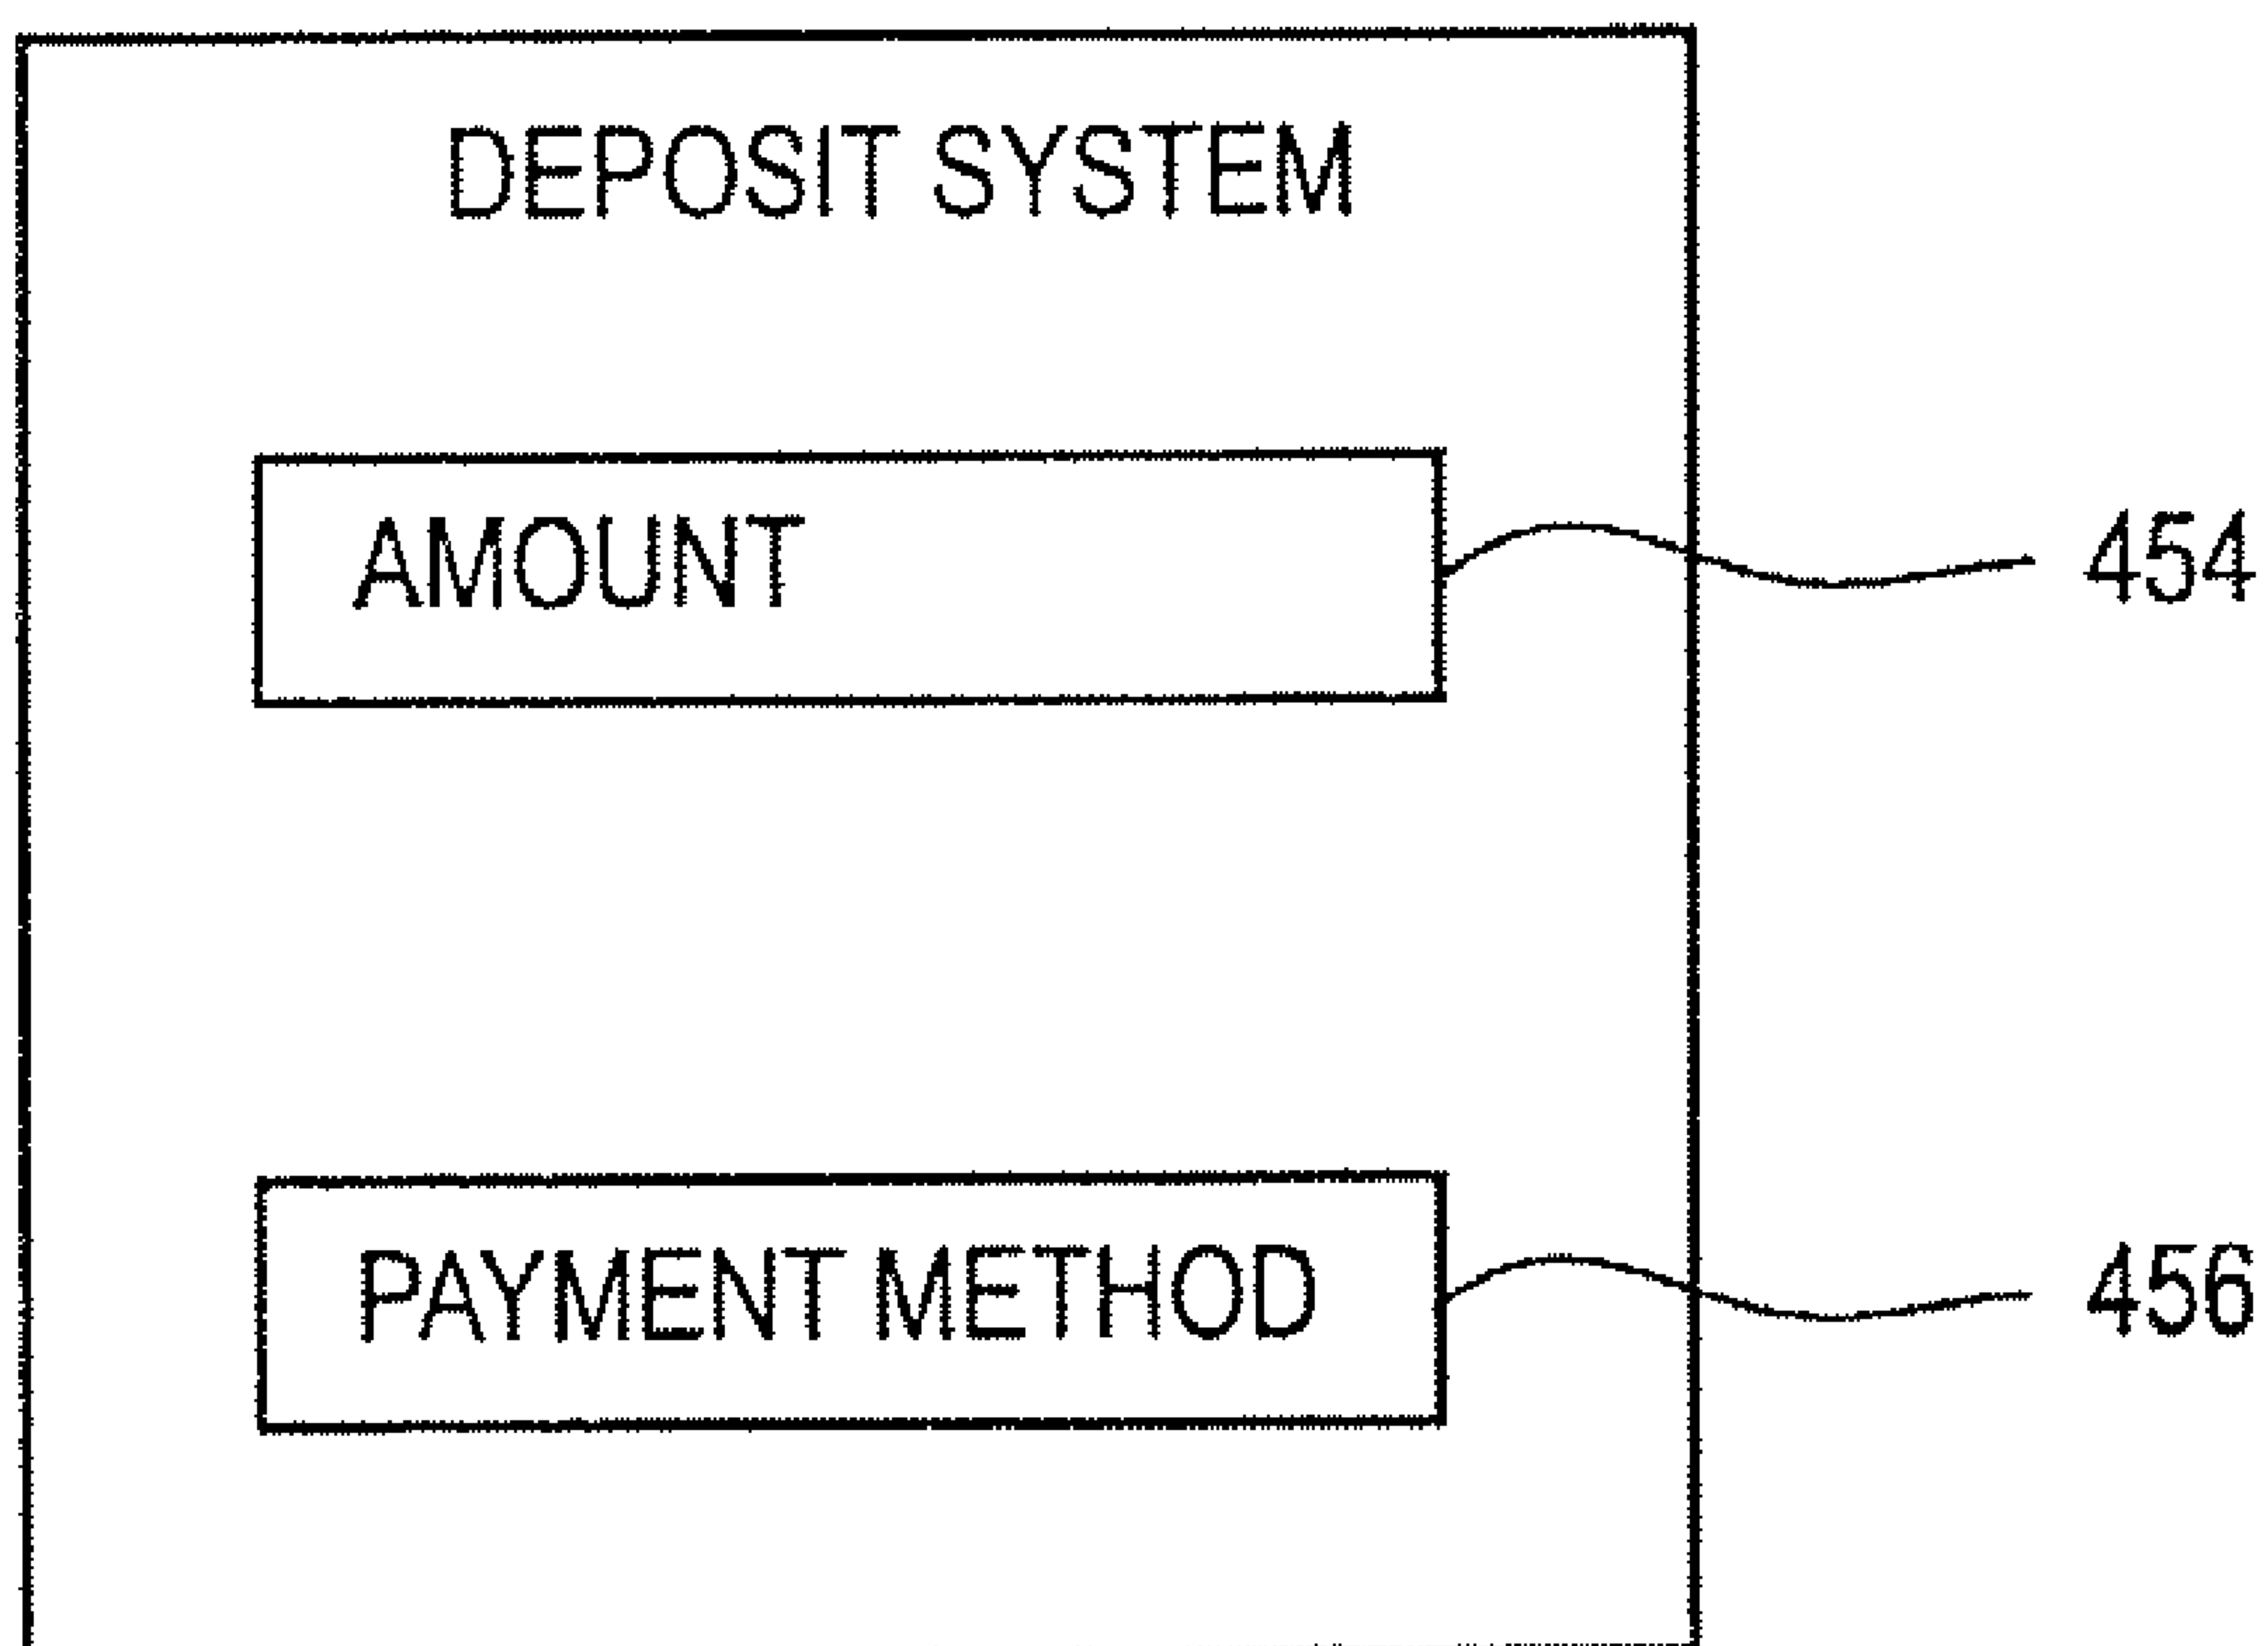 DEPOSIT SYSTEM
AMOUNT
454
PAYMENT METHOD
456